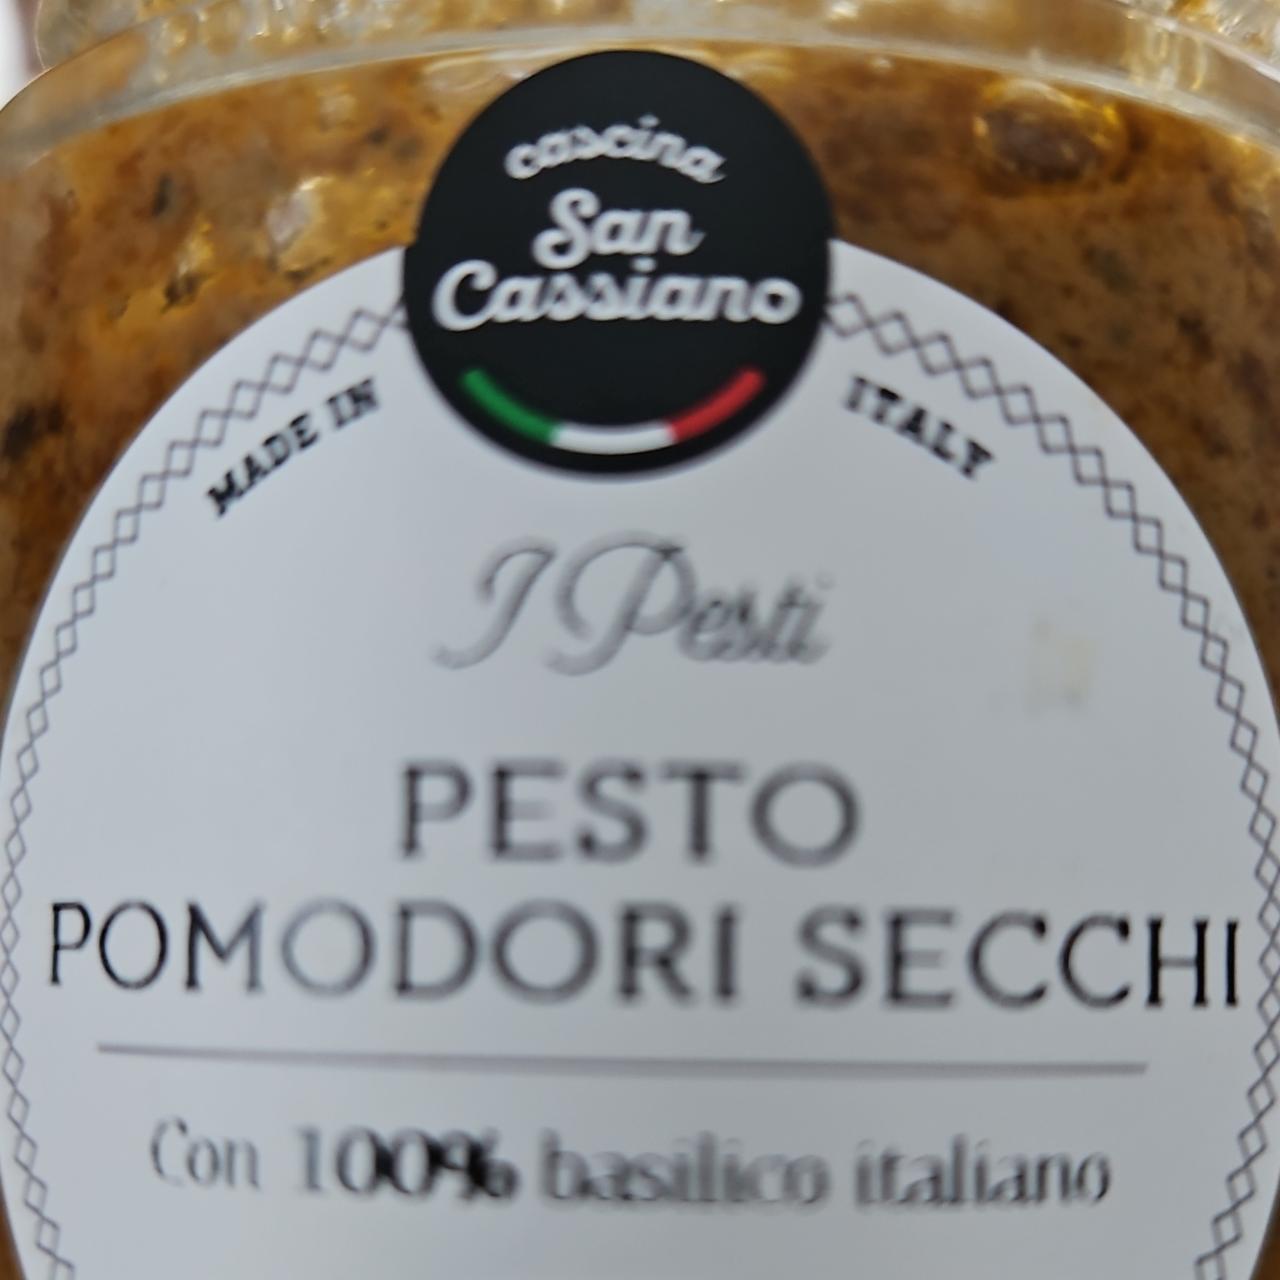 cascina
San
Cassiano
MADE IN ITALY
I Pesti
PESTO
POMODORI SECCHI
Con 100% basilico italiano